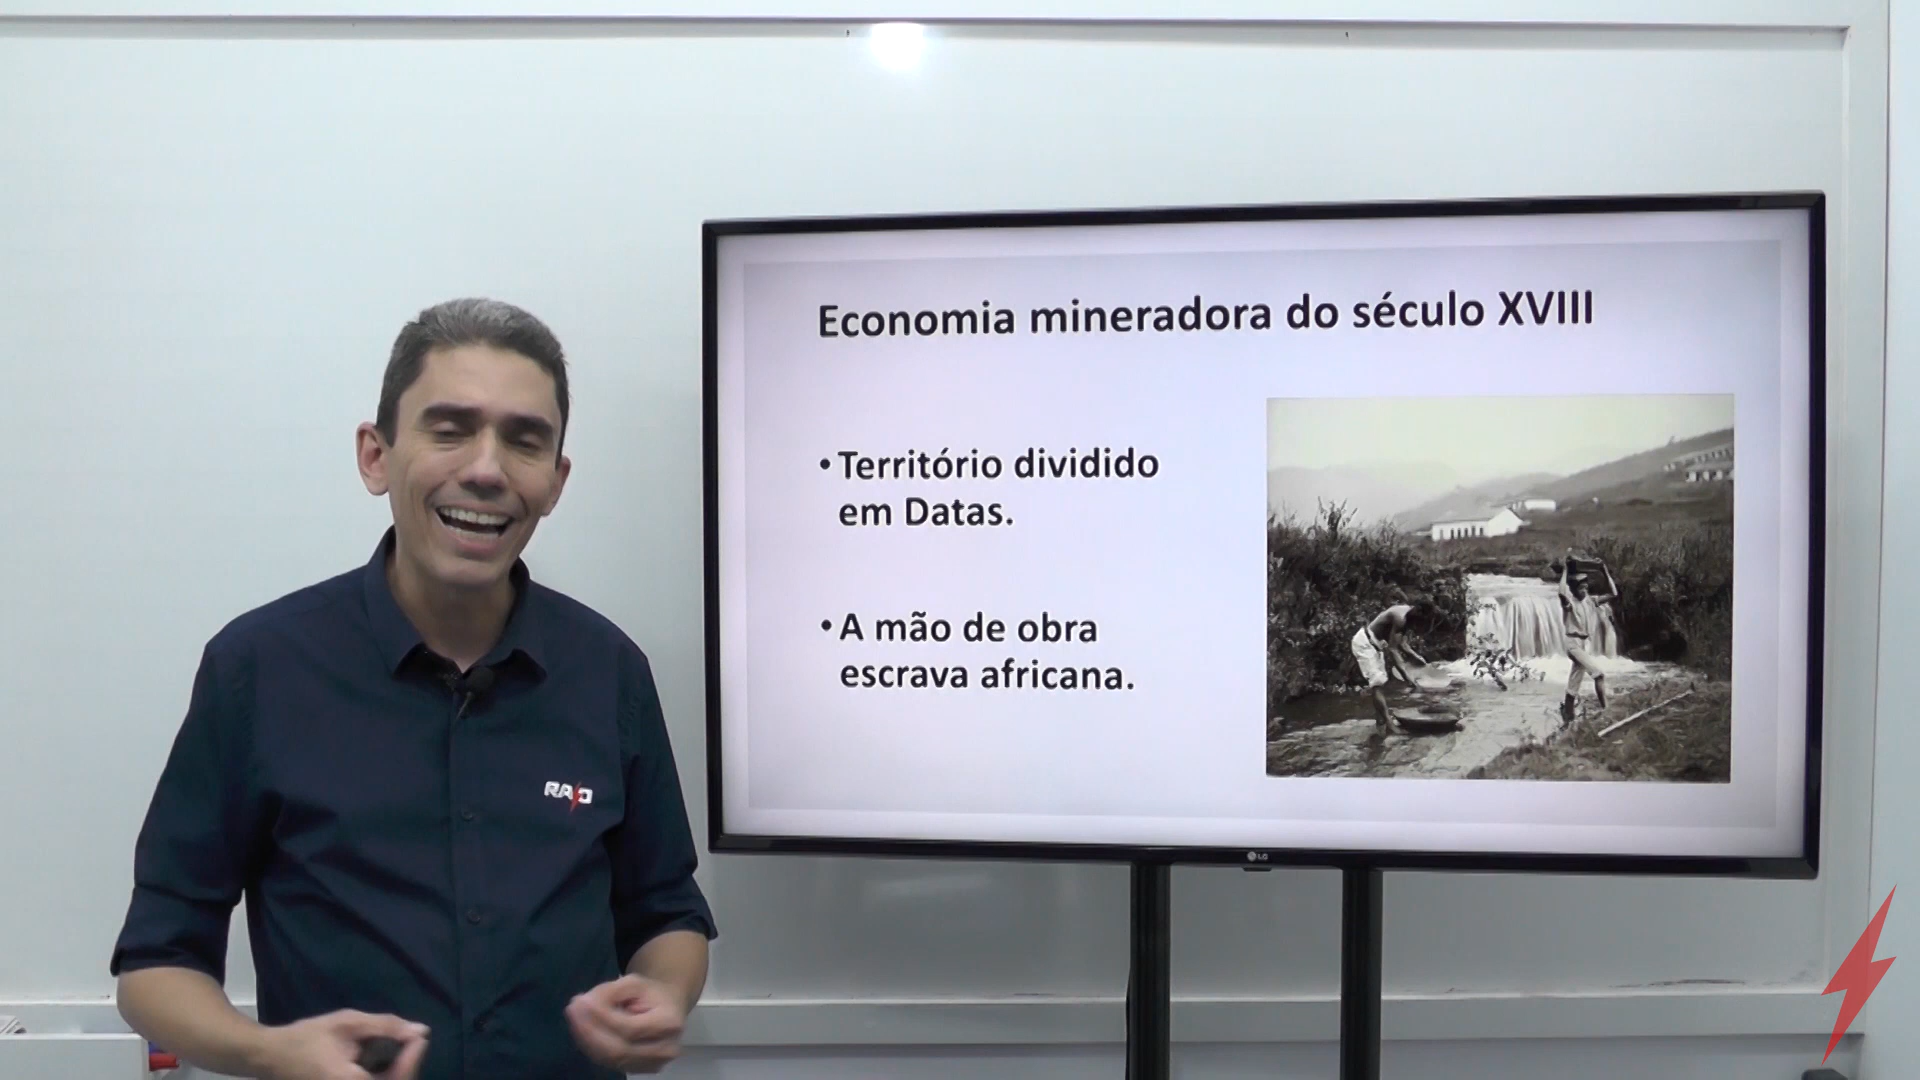 Economia mineradora do século XVIII
• Território dividido
em Datas.
• A mão de obra
escrava africana.
RAIO
LG